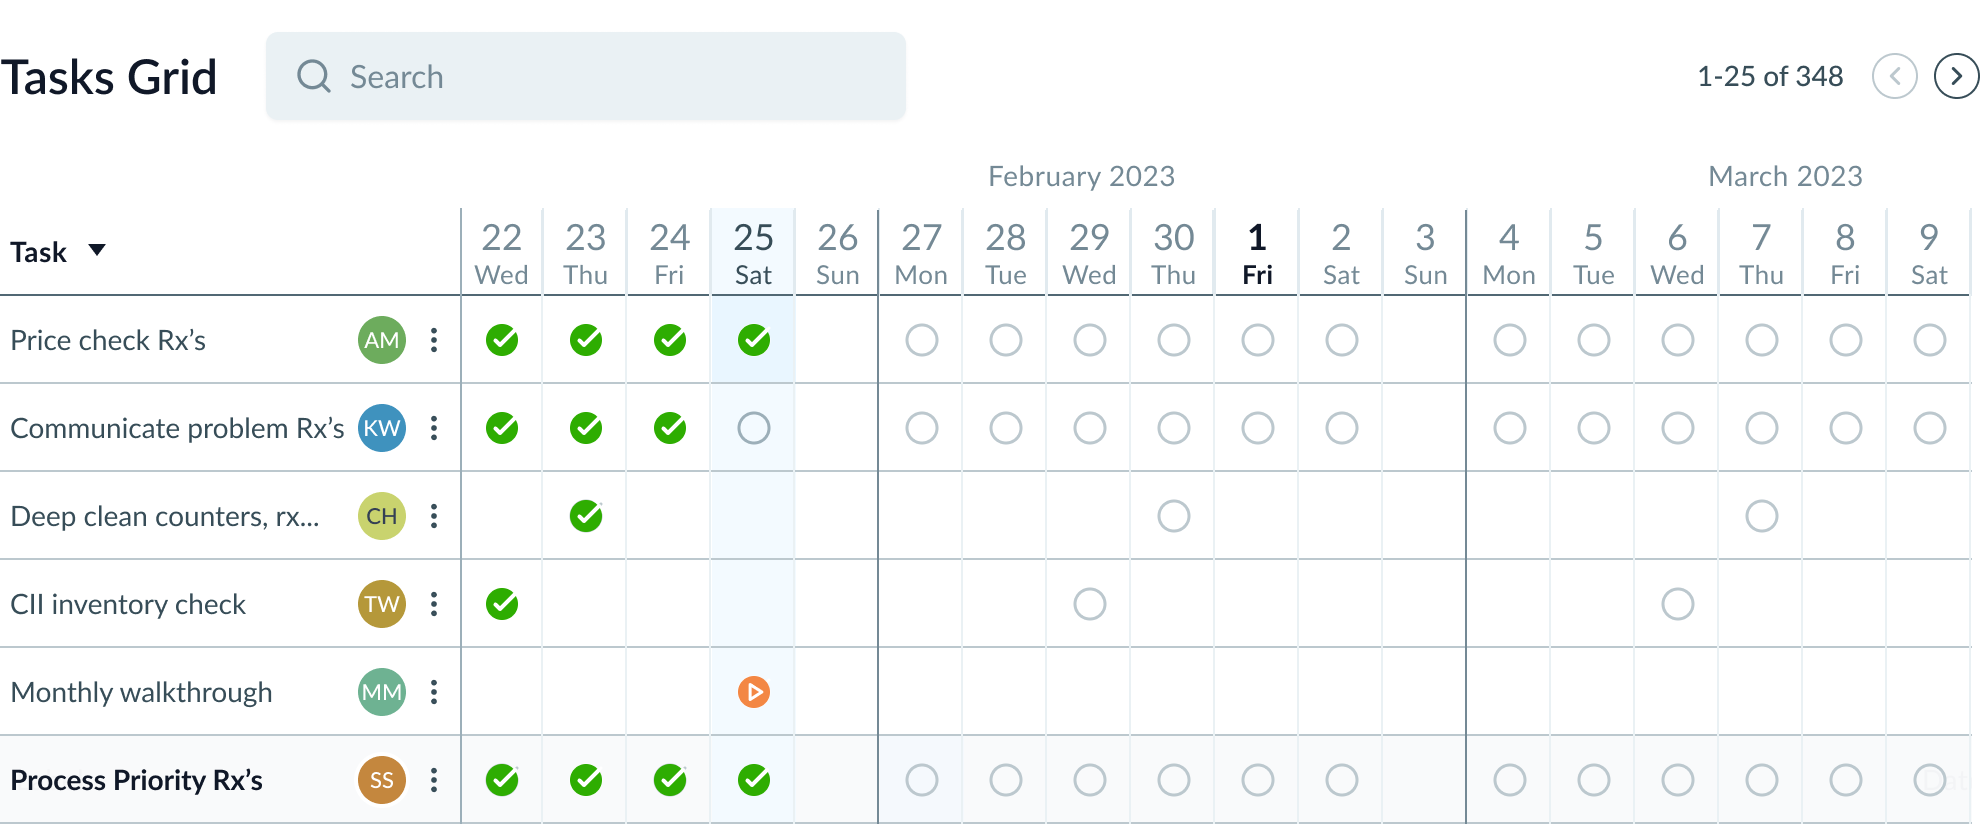 Tasks Grid
Search
1-25 of 348
February 2023
March 2023
Task
22 23 24 25 26 27 28 29 30 1 2 3 4 5 6 7 8 9
Wed Thu Fri Sat Sun Mon Tue Wed Thu Fri Sat Sun Mon Tue Wed Thu Fri Sat
Price check Rx’s AM
Communicate problem Rx’s KW
Deep clean counters, rx... CH
CII inventory check TW
Monthly walkthrough MM
Process Priority Rx’s SS